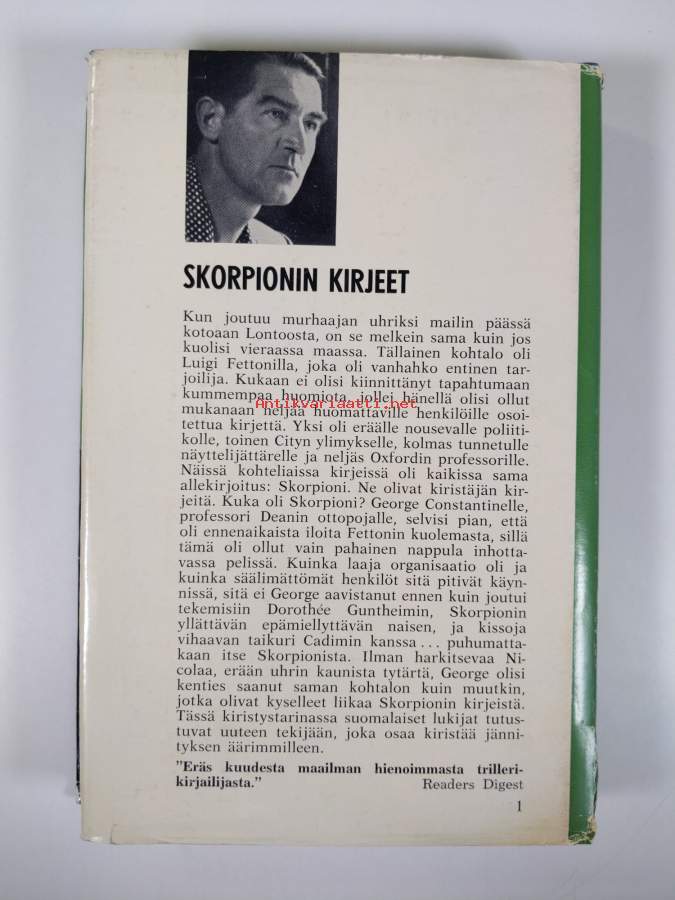 SKORPIONIN KIRJEET
Kun joutuu murhaajan uhriksi mailin päässä
kotoaan Lontoosta, on se melkein sama kuin jos
kuolisi vieraassa maassa. Tällainen kohtalo oli
Luigi Fettonilla, joka oli vanhahko entinen tar-
joilija. Kukaan ei olisi kiinnittänyt tapahtumaan
kummempaa huomiota, jollei hänellä olisi ollut
Antikvariaatti.net
mukanaan neljää huomattaville henkilöille osoi-
tettua kirjettä. Yksi oli eräälle nousevalle poliiti-
kolle, toinen Cityn ylimykselle, kolmas tunnetulle
näyttelijättärelle ja neljäs Oxfordin professorille.
Näissä kohteliaissa kirjeissä oli kaikissa sama
allekirjoitus: Skorpioni. Ne olivat kiristäjän kir-
jeitä. Kuka oli Skorpioni? George Constantinelle,
professori Deanin ottopojalle, selvisi pian, että
oli ennenaikaista iloita Fettonin kuolemasta, sillä
tämä oli ollut vain pahainen nappula inhotta-
vassa pelissä. Kuinka laaja organisaatio oli ja
kuinka säälimättömät henkilöt sitä pitivät käyn-
nissä, sitä ei George aavistanut ennen kuin joutui
tekemisiin Dorothée Guntheimin, Skorpionin
yllättävän epämiellyttävän naisen, ja kissoja
vihaavan taikuri Cadimin kanssa... puhumatta-
kaan itse Skorpionista. Ilman harkitsevaa Ni-
colaa, erään uhrin kaunista tytärtä, George olisi
kenties saanut saman kohtalon kuin muutkin,
jotka olivat kyselleet liikaa Skorpionin kirjeistä.
Tässä kiristystarinassa suomalaiset lukijat tutus-
tuvat uuteen tekijään, joka osaa kiristää jänni-
tyksen äärimmilleen.
"Eräs kuudesta maailman hienoimmasta trilleri-
kirjailijasta." Readers Digest
1